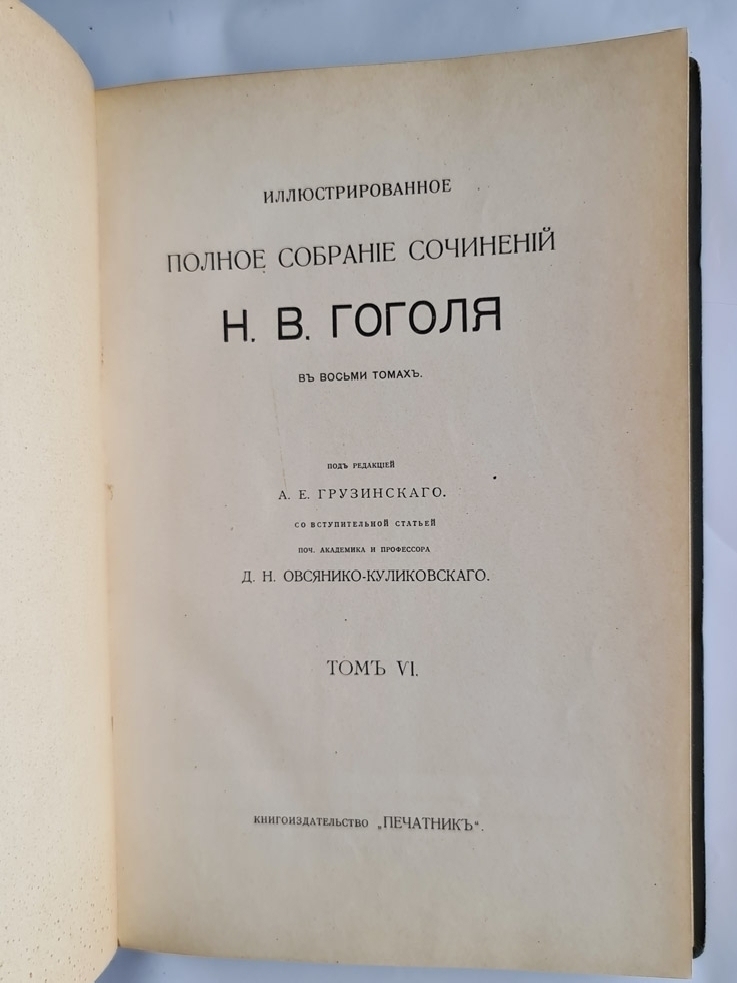 ИЛЛЮСТРИРОВАННОЕ
ПОЛНОЕ СОБРАНІЕ СОЧИНЕНІЙ
Н. В. ГОГОЛЯ
ВЪ ВОСЬМИ ТОМАХЪ.
ПОДЪ РЕДАКЦІЕЙ
А. Е. ГРУЗИНСКАГО.
СО ВСТУПИТЕЛЬНОЙ СТАТЬЕЙ
ПОЧ. АКАДЕМИКА И ПРОФЕССОРА
Д. Н. ОВСЯНИКО-КУЛИКОВСКАГО.
ТОМЪ VI.
КНИГОИЗДАТЕЛЬСТВО „ПЕЧАТНИКЪ“.